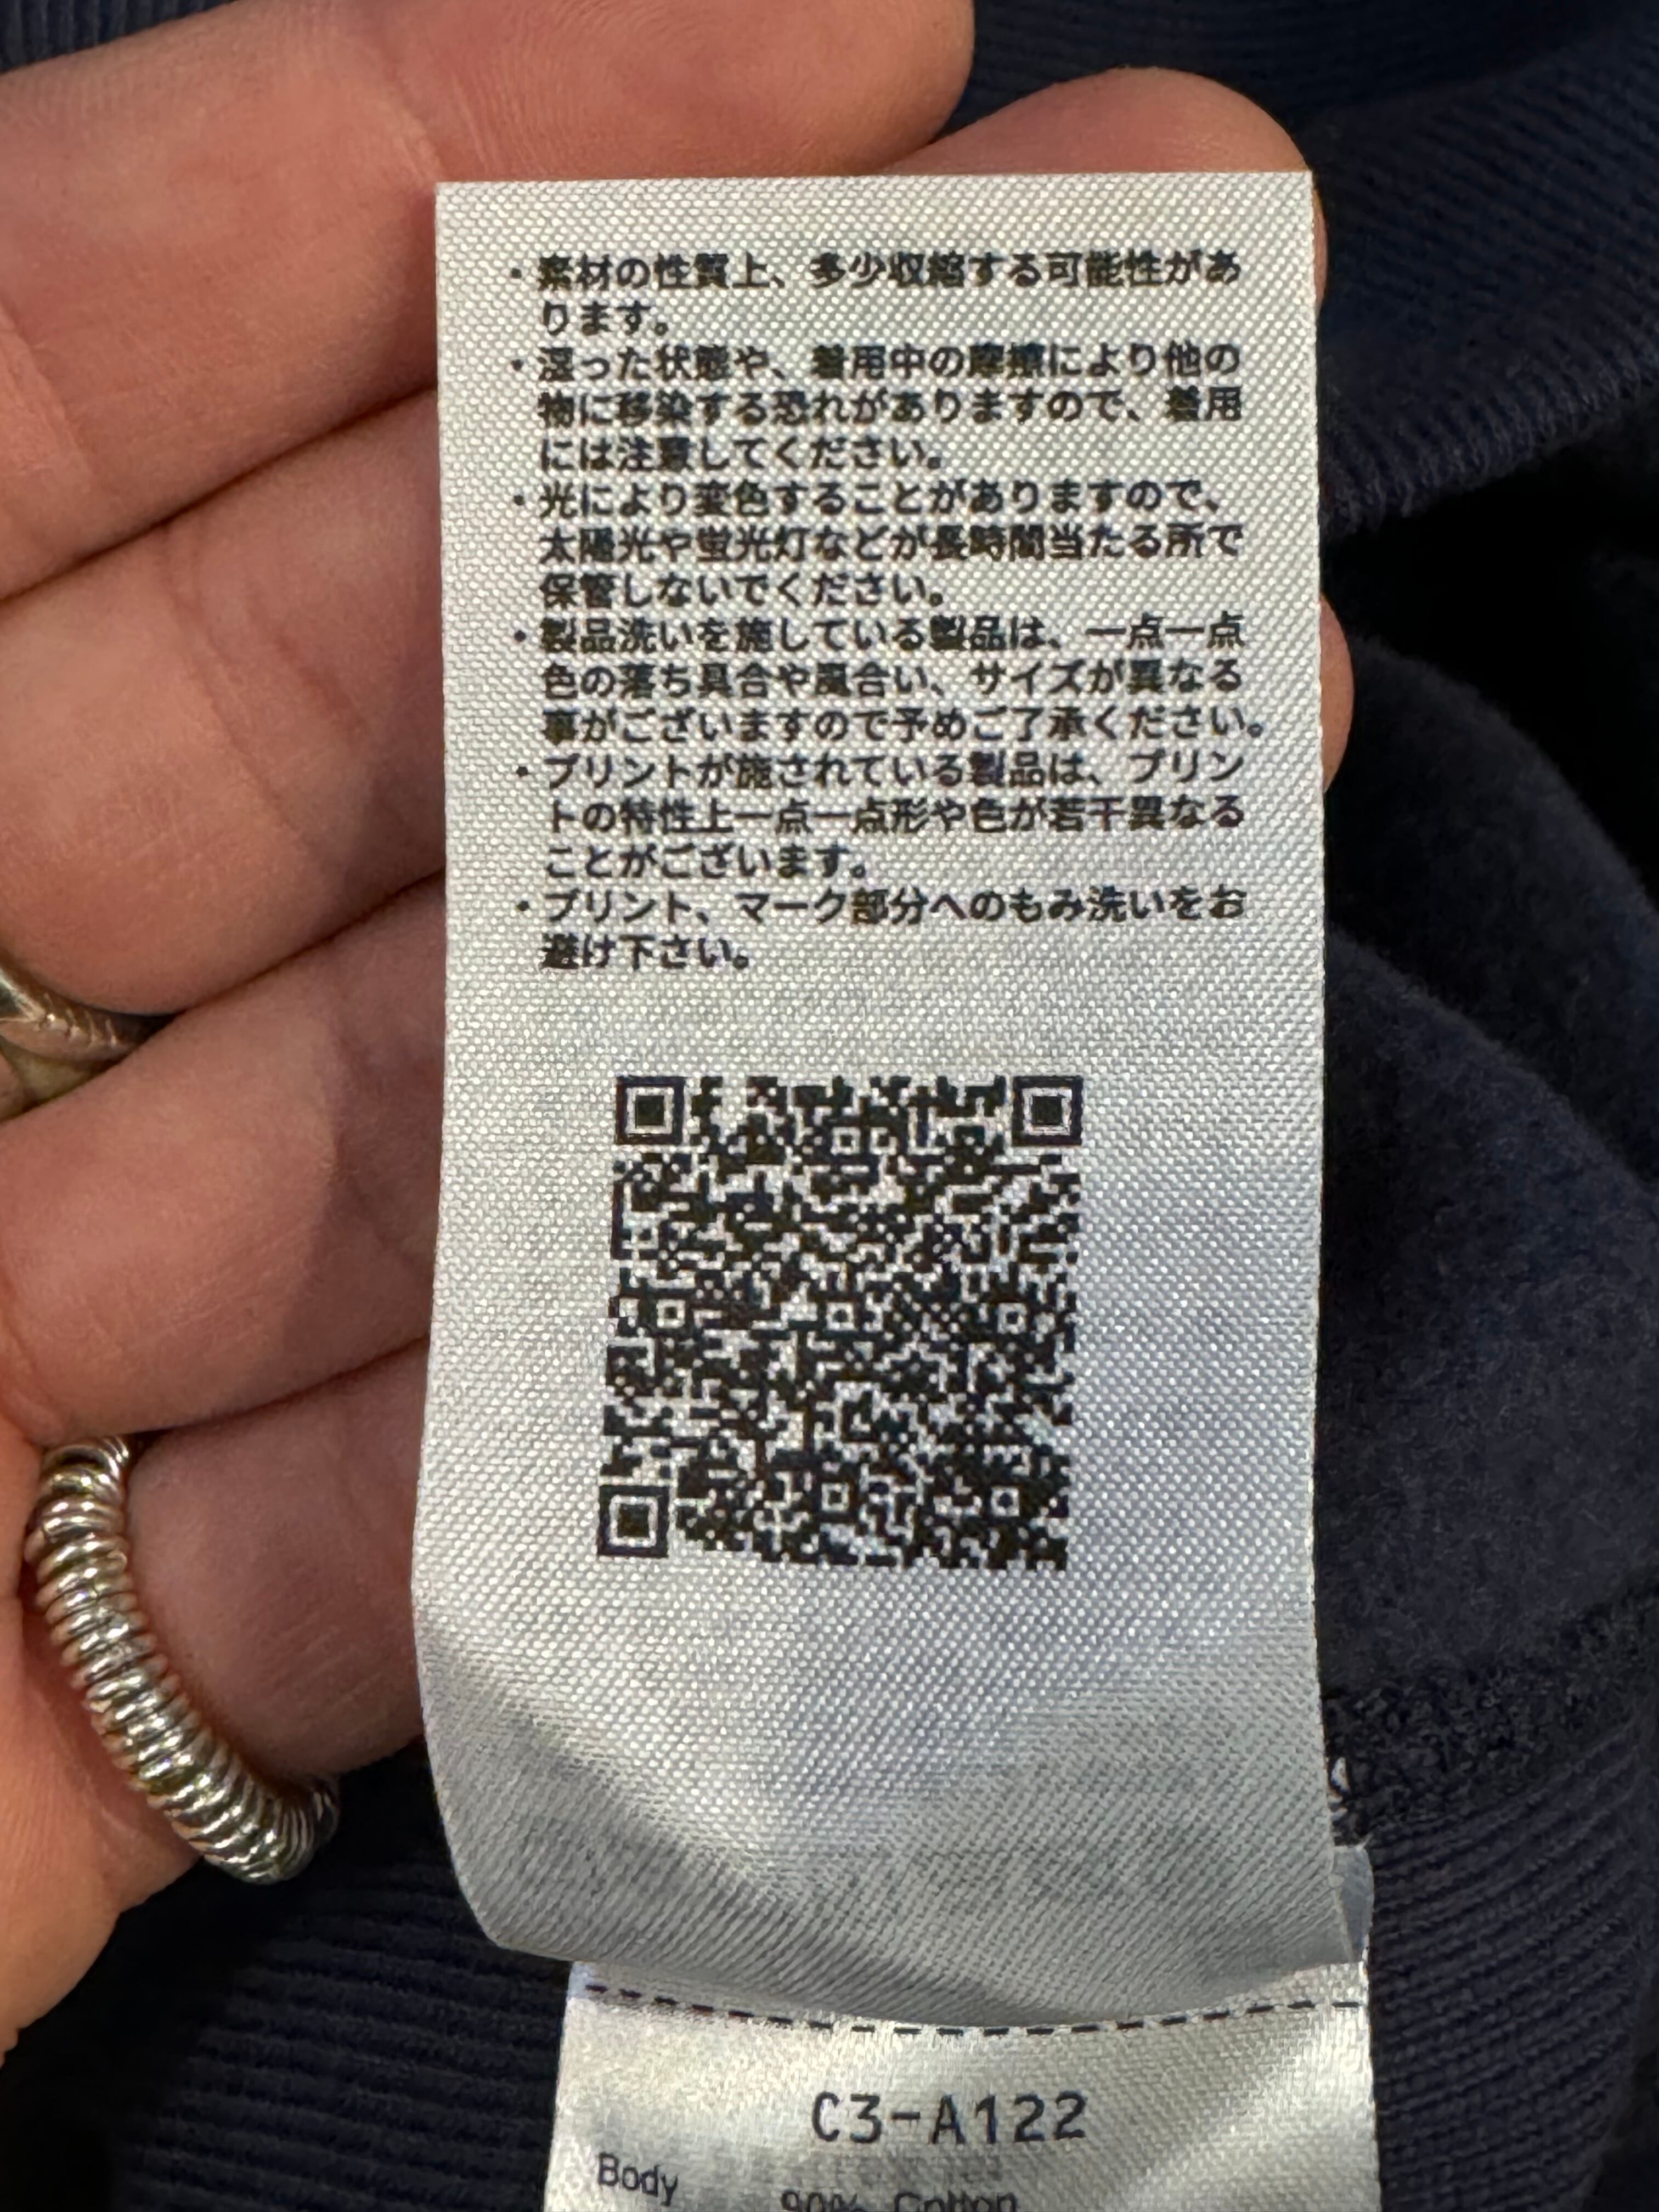 ・素材の性質上、多少収縮する可能性があ
ります。
・湿った状態や、着用中の摩擦により他の
物に移染する恐れがありますので、着用
には注意してください。
・光により変色することがありますので、
太陽光や蛍光灯などが長時間当たる所で
保管しないでください。
・製品洗いを施している製品は、一点一点
色の落ち具合や風合い、サイズが異なる
事がございますので予めご了承ください。
・プリントが施されている製品は、プリン
トの特性上一点一点形や色が若干異なる
ことがございます。
・プリント、マーク部分へのもみ洗いをお
避け下さい。
C3-A122
Body
90% Cotton